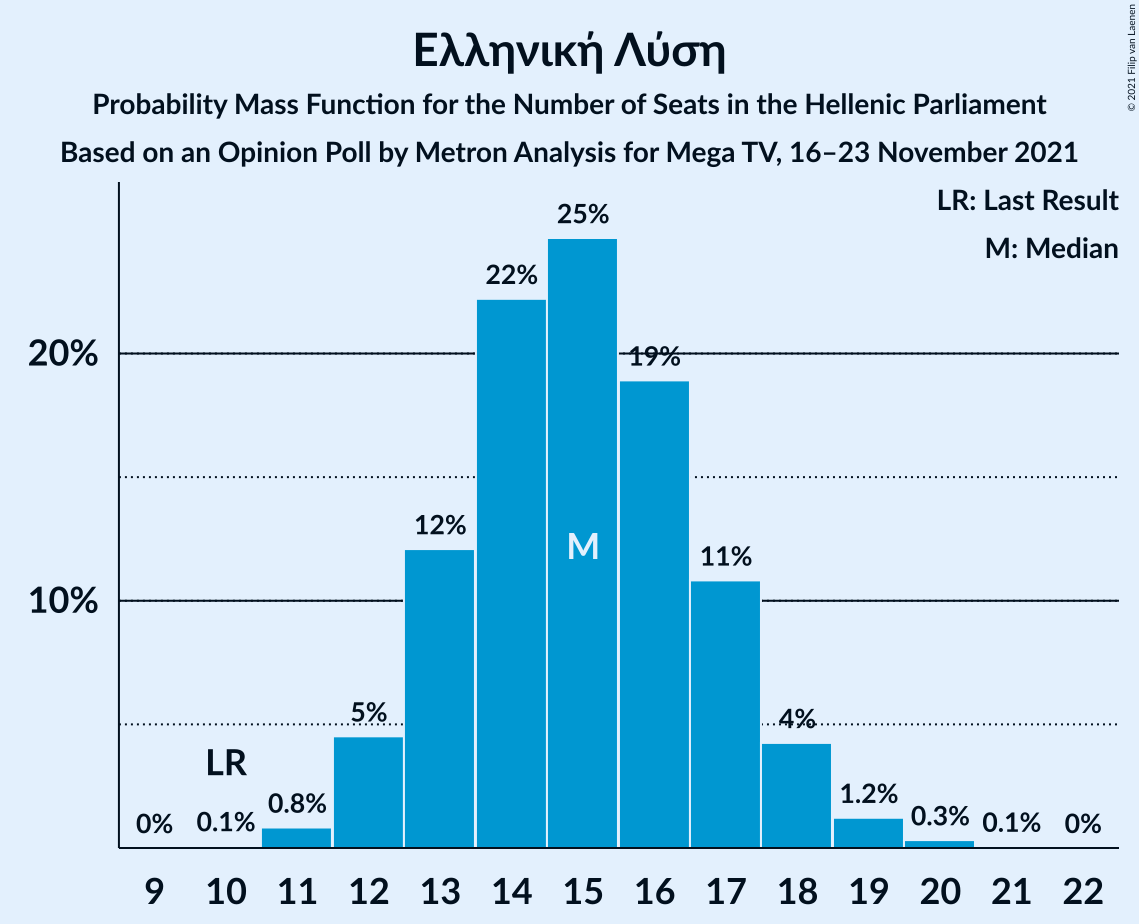 Ελληνική Λύση
Probability Mass Function for the Number of Seats in the Hellenic Parliament
Based on an Opinion Poll by Metron Analysis for Mega TV, 16–23 November 2021
© 2021 Filip van Laenen
LR: Last Result
M: Median
25%
22%
20%
19%
12%
M
11%
10%
5%
4%
LR
0%
0.1%
0.8%
1.2%
0.3%
0.1%
0%
9 10 11 12 13 14 15 16 17 18 19 20 21 22